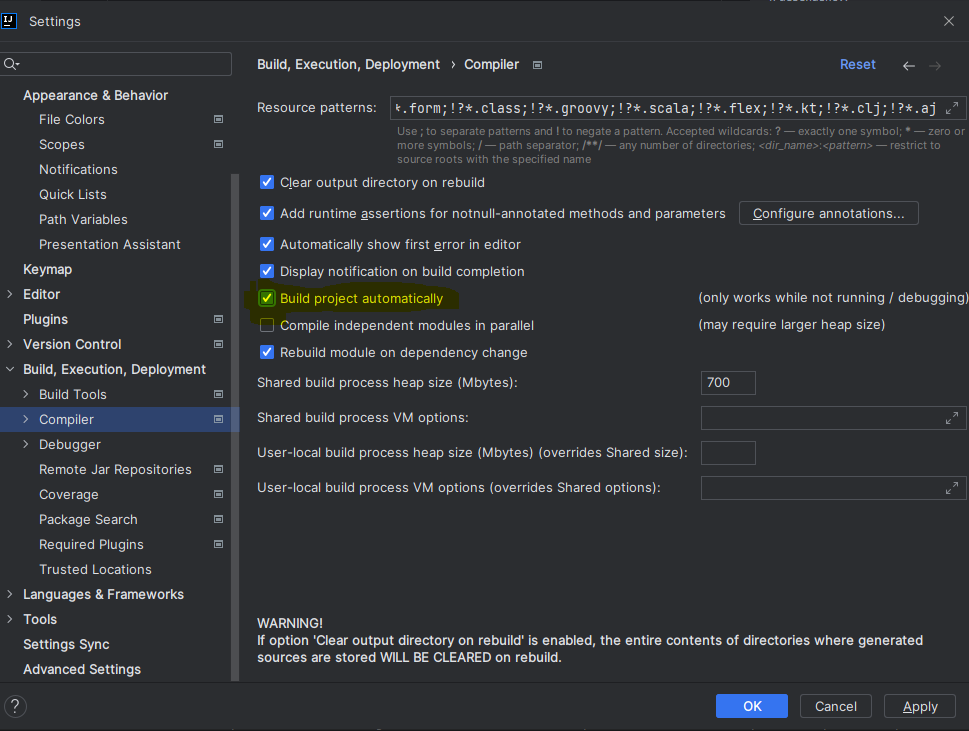 Settings
Build, Execution, Deployment › Compiler
Reset
Appearance & Behavior
File Colors
Scopes
Notifications
Quick Lists
Path Variables
Presentation Assistant
Keymap
Editor
Plugins
Version Control
Build, Execution, Deployment
Build Tools
Compiler
Debugger
Remote Jar Repositories
Coverage
Package Search
Required Plugins
Trusted Locations
Languages & Frameworks
Tools
Settings Sync
Advanced Settings
Resource patterns: *.form;!?*.class;!?*.groovy;!?*.scala;!?*.flex;!?*.kt;!?*.clj;!?*.aj
Use ; to separate patterns and ! to negate a pattern. Accepted wildcards: ? — exactly one symbol; * — zero or
more symbols; / — path separator; /**/ — any number of directories; <dir_name>:<pattern> — restrict to
source roots with the specified name
Clear output directory on rebuild
Add runtime assertions for notnull-annotated methods and parameters Configure annotations...
Automatically show first error in editor
Display notification on build completion
Build project automatically (only works while not running / debugging)
Compile independent modules in parallel (may require larger heap size)
Rebuild module on dependency change
Shared build process heap size (Mbytes): 700
Shared build process VM options:
User-local build process heap size (Mbytes) (overrides Shared size):
User-local build process VM options (overrides Shared options):
WARNING!
If option 'Clear output directory on rebuild' is enabled, the entire contents of directories where generated
sources are stored WILL BE CLEARED on rebuild.
?
OK
Cancel
Apply